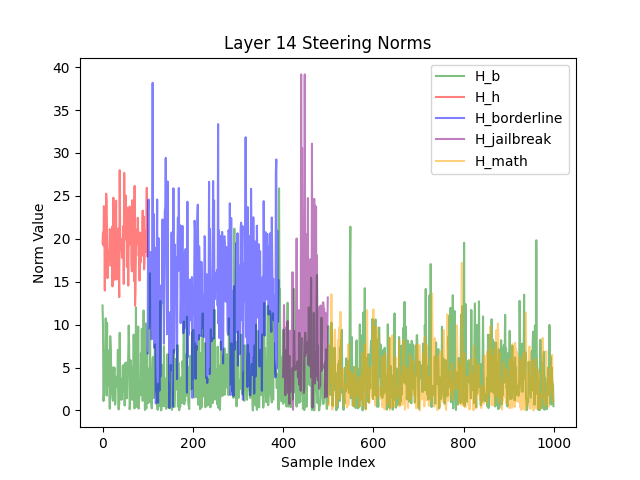 Layer 14 Steering Norms
H_b
H_h
H_borderline
H_jailbreak
H_math
Norm Value
40
35
30
25
20
15
10
5
0
0
200
400
600
800
1000
Sample Index